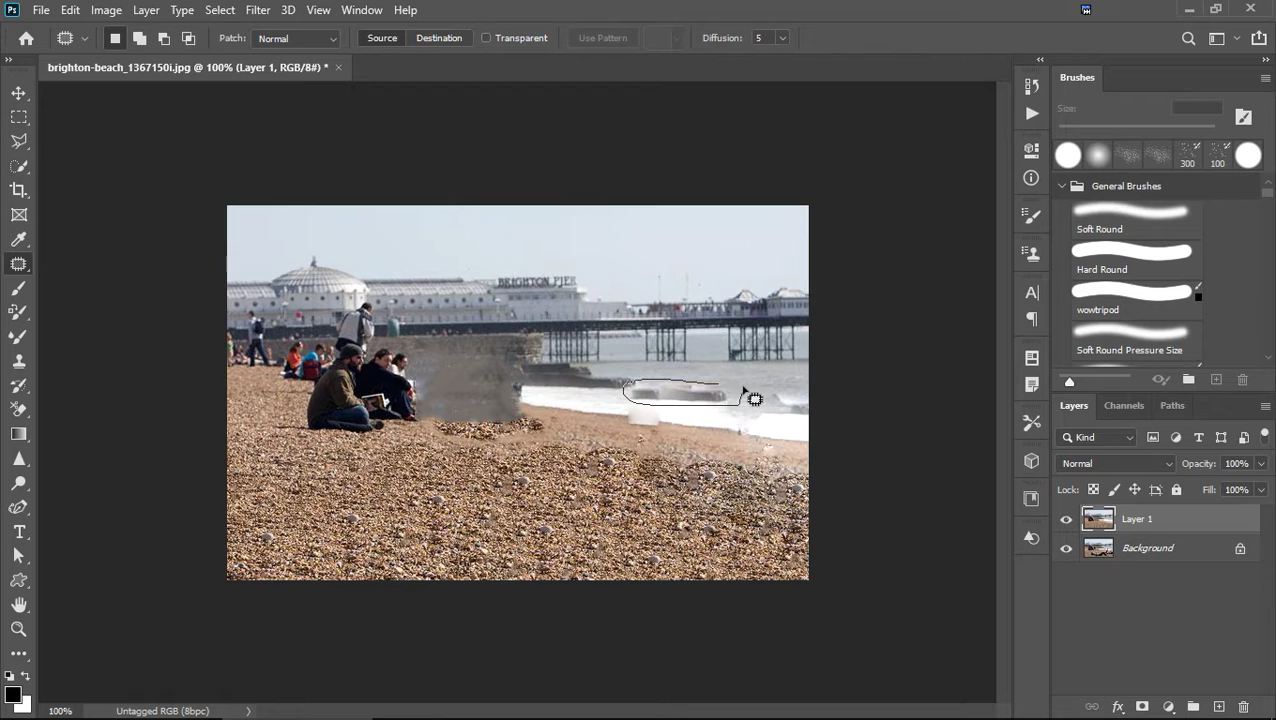 Ps File Edit Image Layer Type Select Filter 3D View Window Help
Patch: Normal Source Destination Transparent Use Pattern Diffusion: 5
brighton-beach_1367150i.jpg @ 100% (Layer 1, RGB/8#) *
Brushes
Size:
300 100
General Brushes
Soft Round
Hard Round
wowtripod
Soft Round Pressure Size
BRIGHTON PIER
Layers Channels Paths
Kind
Normal Opacity: 100%
Lock: Fill: 100%
Layer 1
Background
100% Untagged RGB (8bpc)